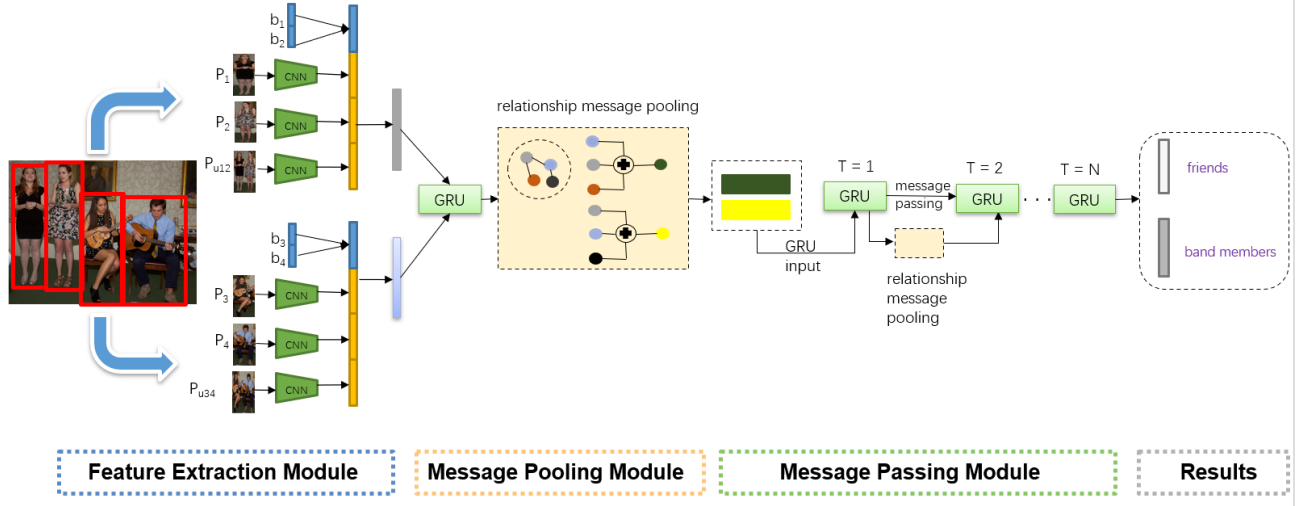 b1
b2
P1
CNN
P2
CNN
Pu12
CNN
b3
b4
P3
CNN
P4
CNN
Pu34
CNN
GRU
relationship message pooling
GRU
input
T = 1
GRU
message
passing
T = 2
GRU
. . .
T = N
GRU
relationship
message
pooling
friends
band members
Feature Extraction Module
Message Pooling Module
Message Passing Module
Results